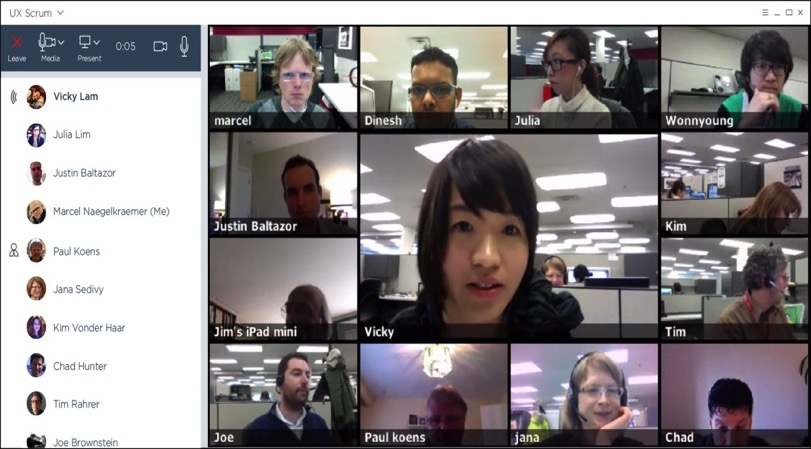 UX Scrum
Leave
Media
Present
0:05
Vicky Lam
Julia Lim
Justin Baltazor
Marcel Naegelkraemer (Me)
Paul Koens
Jana Sedivy
Kim Vonder Haar
Chad Hunter
Tim Rahrer
Joe Brownstein
marcel
Dinesh
Julia
Wonnyoung
Justin Baltazor
Kim
Jim's iPad mini
Vicky
Tim
Joe
Paul koens
jana
Chad